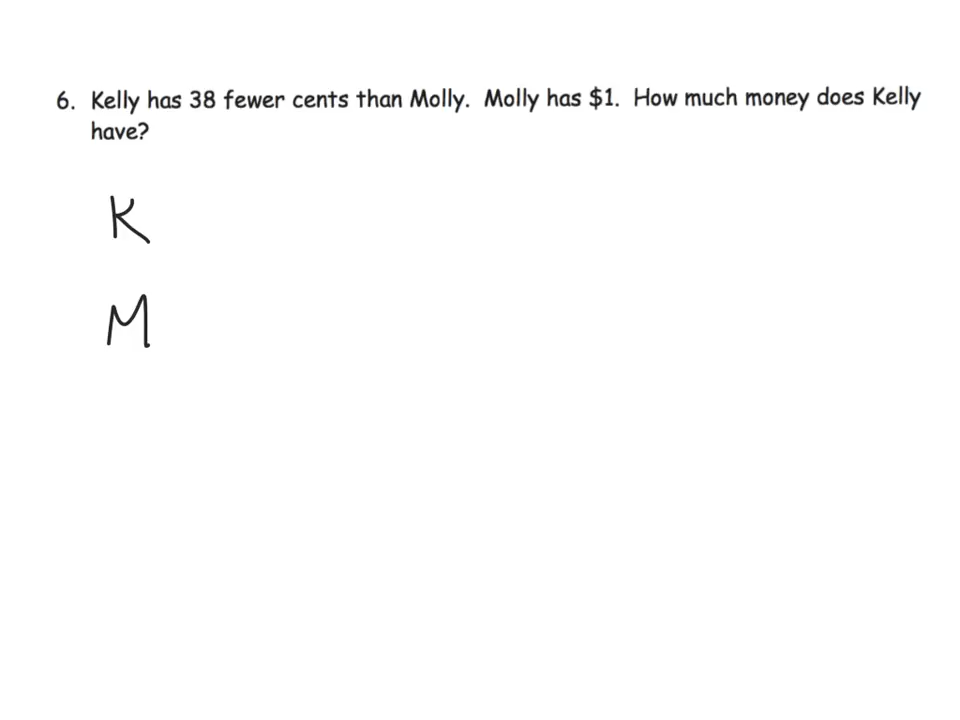 6. Kelly has 38 fewer cents than Molly. Molly has $1. How much money does Kelly
have?
K
M